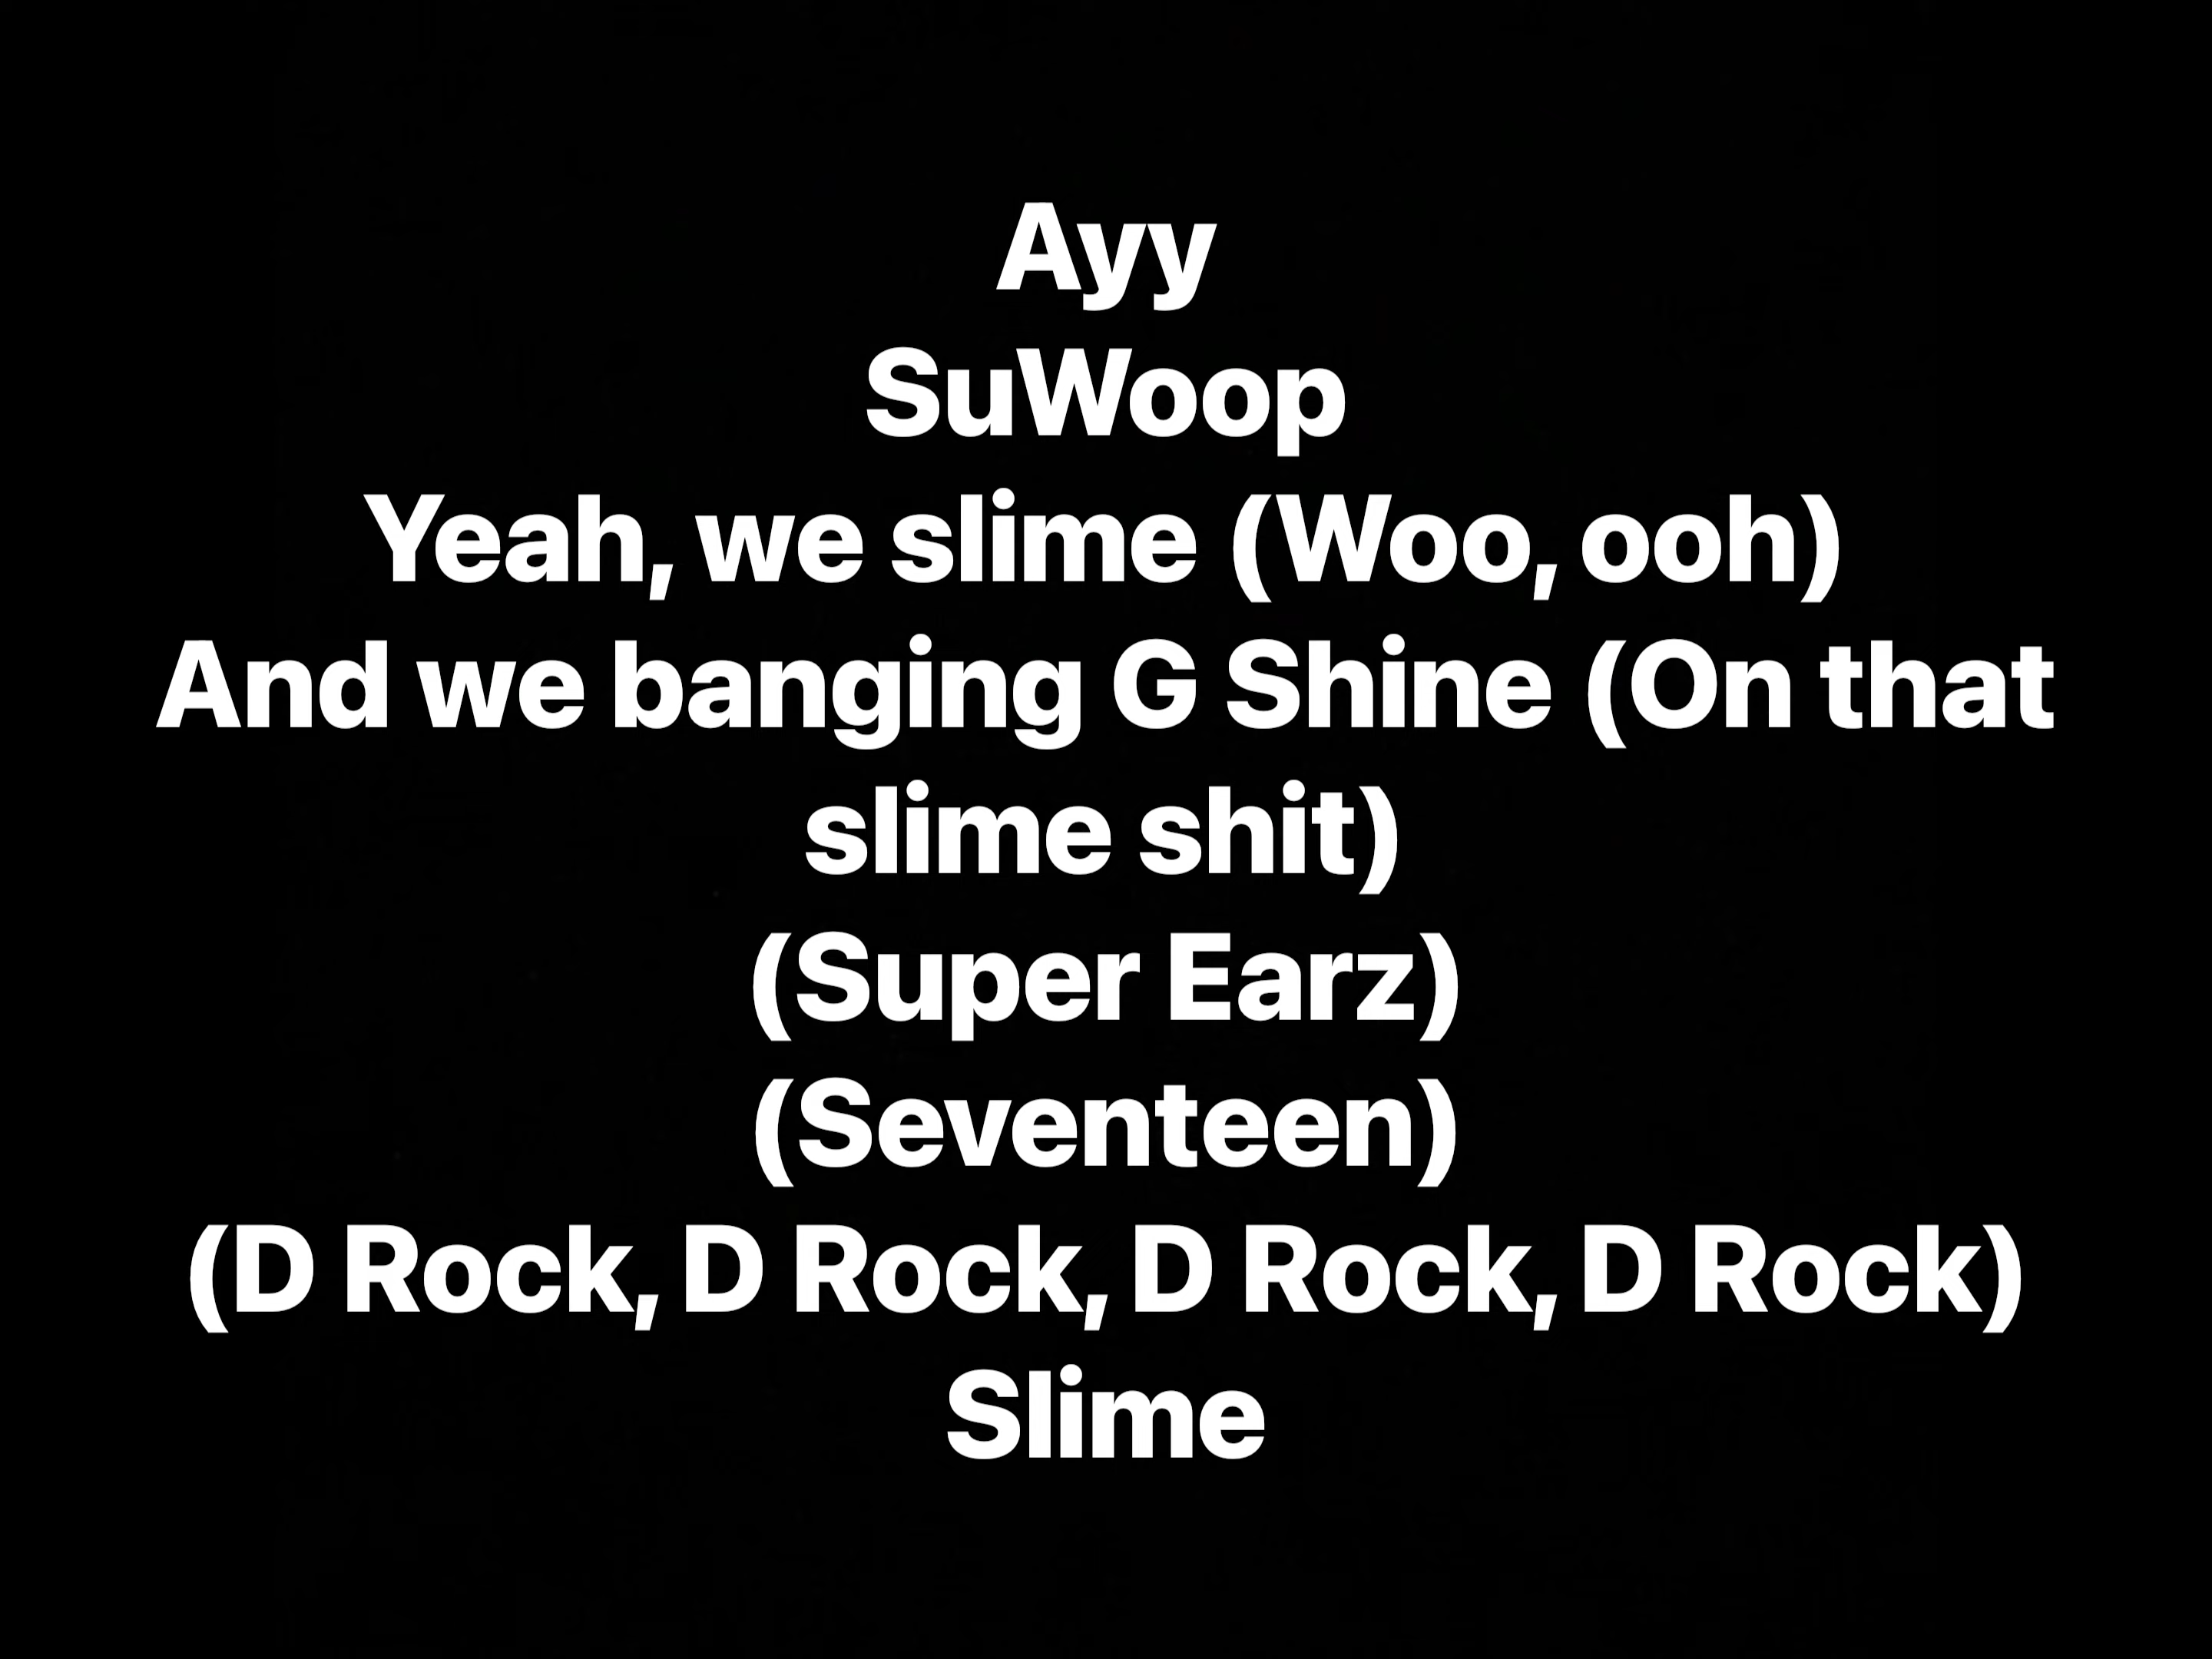 Ayy
SuWoop
Yeah, we slime (Woo, ooh)
And we banging G Shine (On that
slime shit)
(Super Earz)
(Seventeen)
(D Rock, D Rock, D Rock, D Rock)
Slime